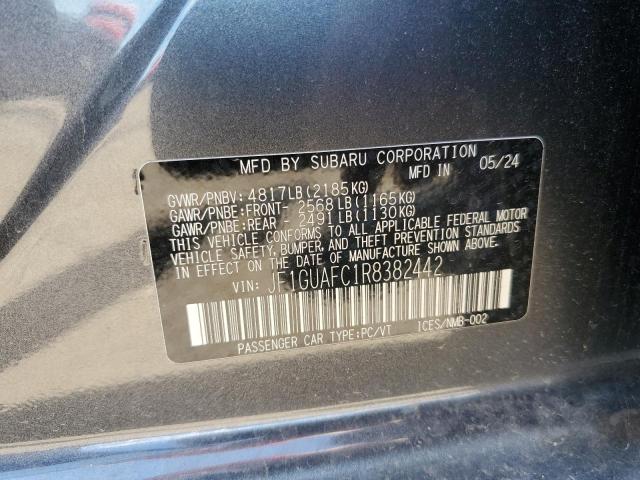 MFD BY SUBARU CORPORATION
MFD IN 05/24
GVWR/PNBV: 4817LB(2185KG)
GAWR/PNBE:FRONT- 2568LB(1165KG)
GAWR/PNBE:REAR - 2491LB(1130KG)
THIS VEHICLE CONFORMS TO ALL APPLICABLE FEDERAL MOTOR
VEHICLE SAFETY, BUMPER, AND THEFT PREVENTION STANDARDS
IN EFFECT ON THE DATE OF MANUFACTURE SHOWN ABOVE.
VIN: JF1GUAFC1R8382442
PASSENGER CAR TYPE:PC/VT ICES/NMB-002